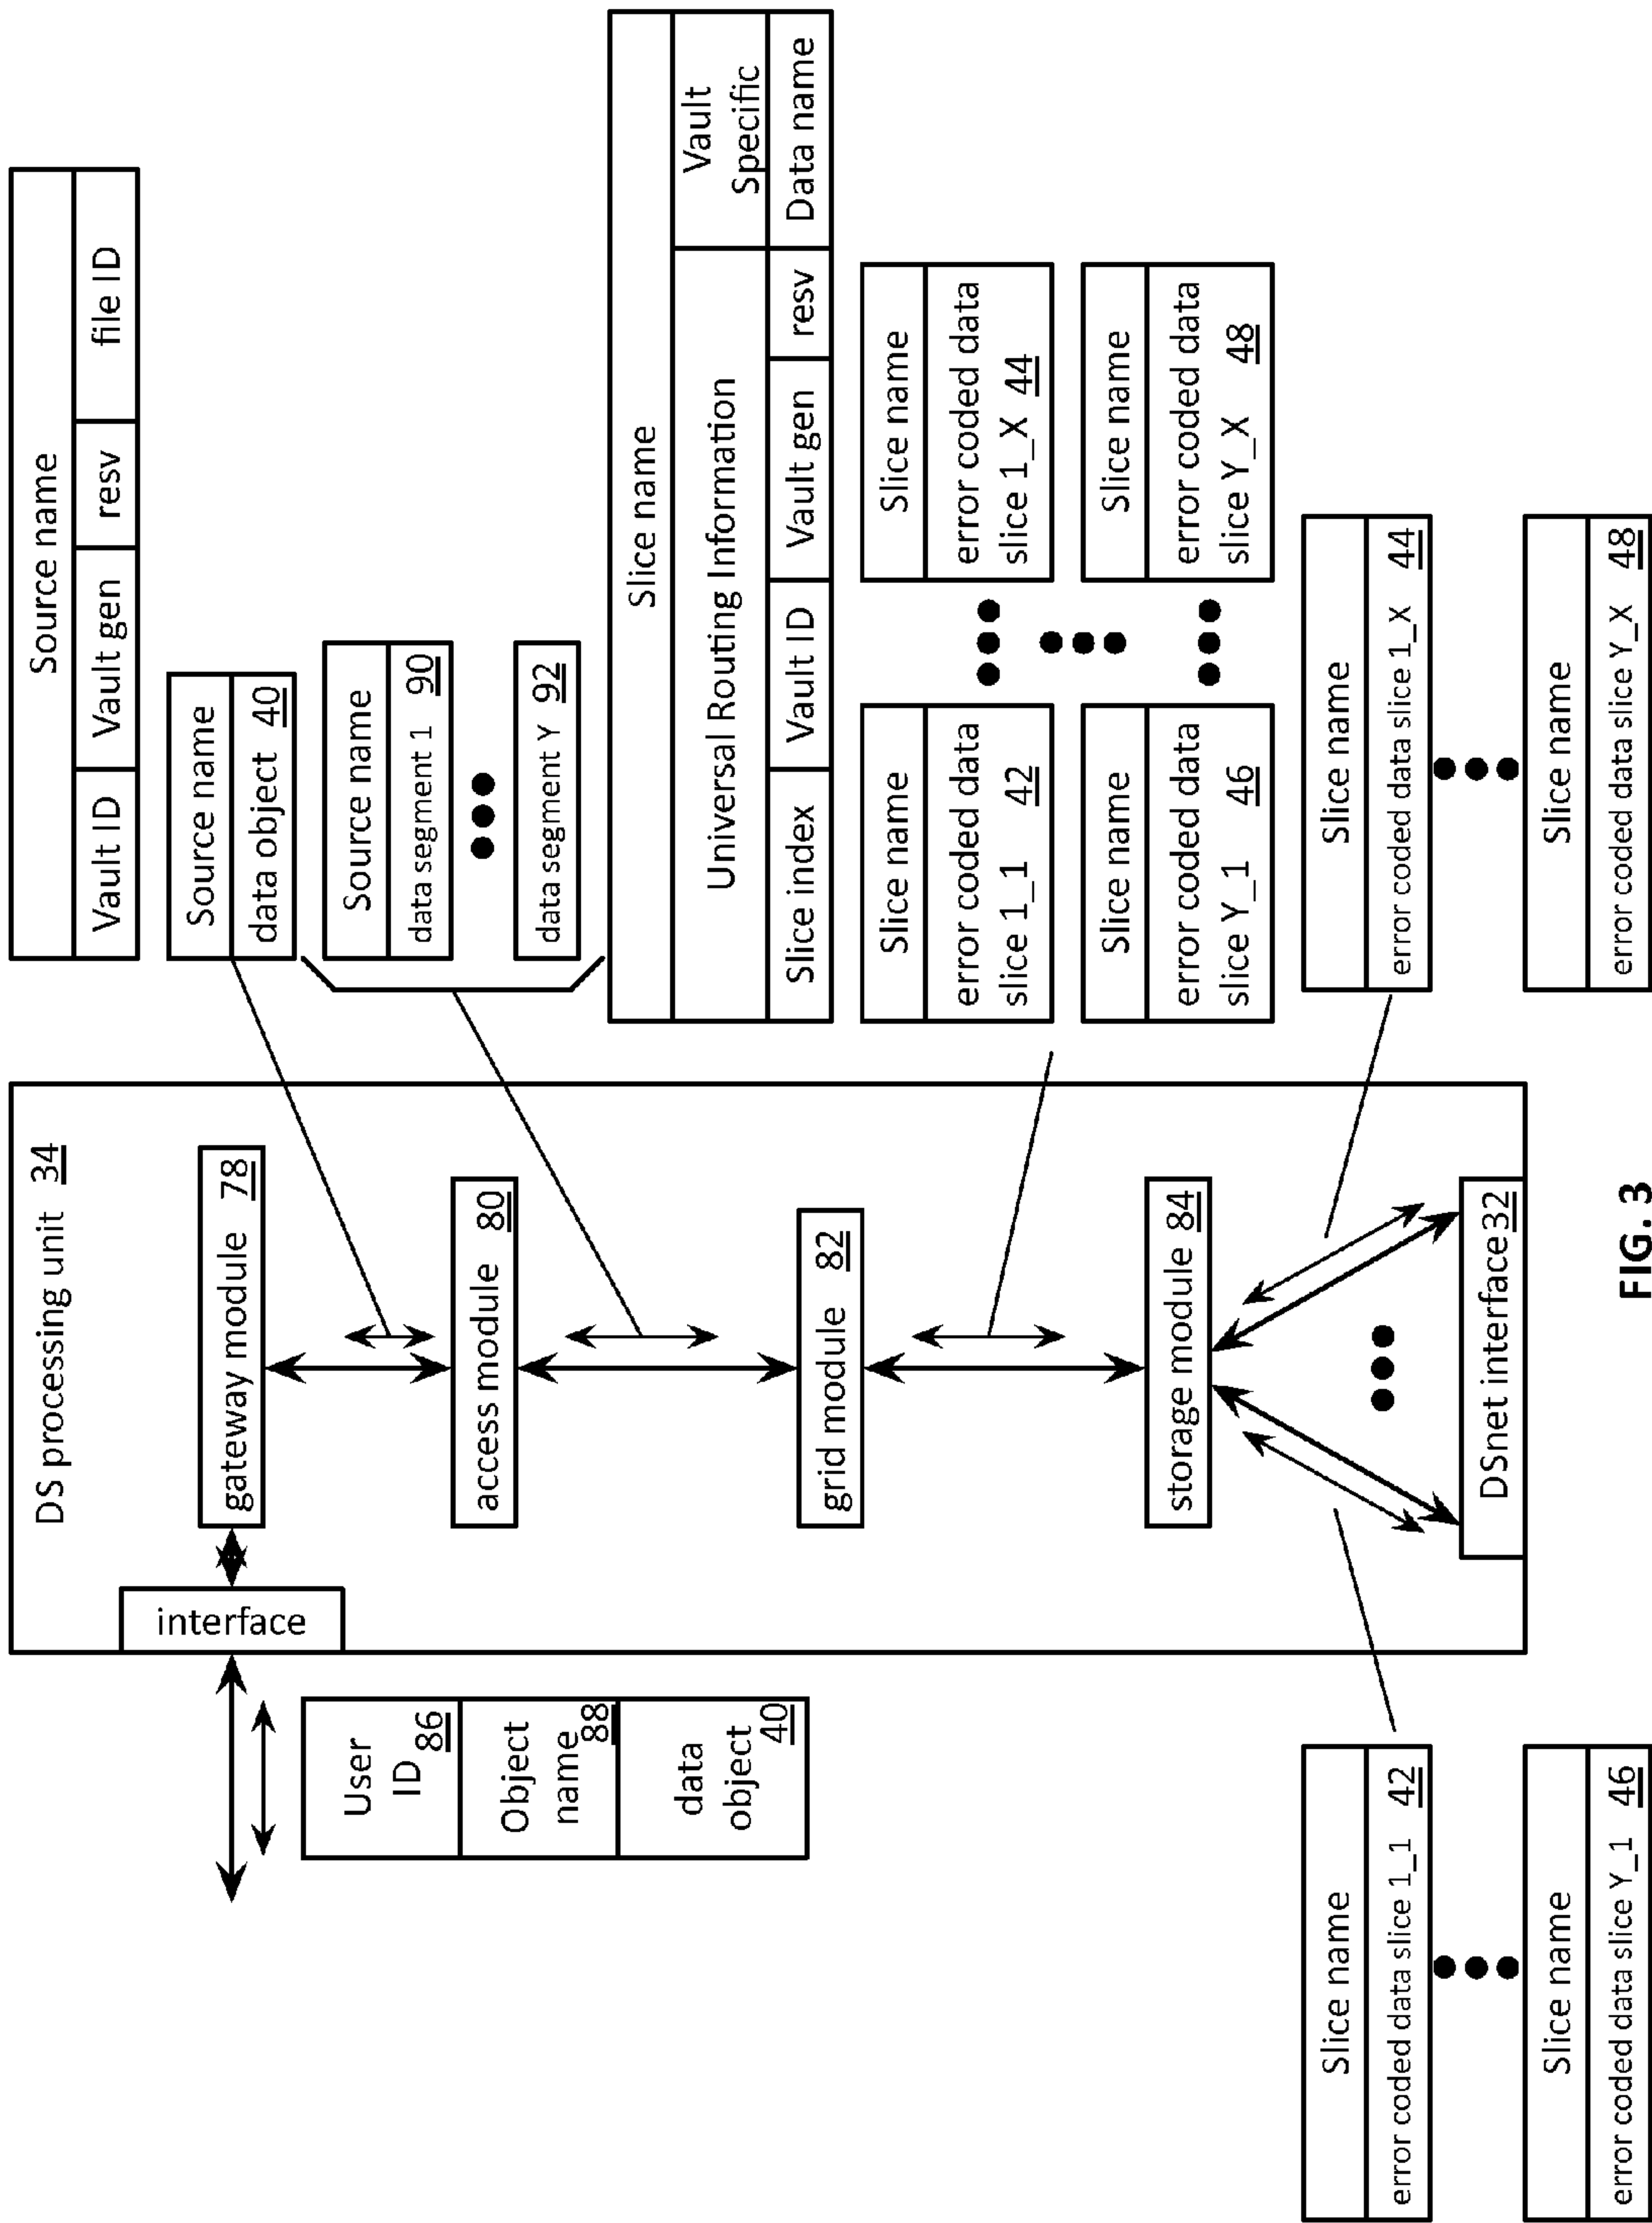 DS processing unit 34
interface
gateway module 78
access module 80
grid module 82
storage module 84
DSnet interface 32
User
ID 86
Object
name 88
data
object 40
Source name
Vault ID
Vault gen
resv
file ID
Source name
data object 40
Source name
data segment 1 90
data segment Y 92
Slice name
Universal Routing Information
Vault
Specific
Slice index
Vault ID
Vault gen
resv
Data name
Slice name
error coded data
slice 1_1 42
Slice name
error coded data
slice 1_X 44
Slice name
error coded data
slice Y_1 46
Slice name
error coded data
slice Y_X 48
Slice name
error coded data slice 1_1 42
Slice name
error coded data slice Y_1 46
Slice name
error coded data slice 1_X 44
Slice name
error coded data slice Y_X 48
FIG. 3